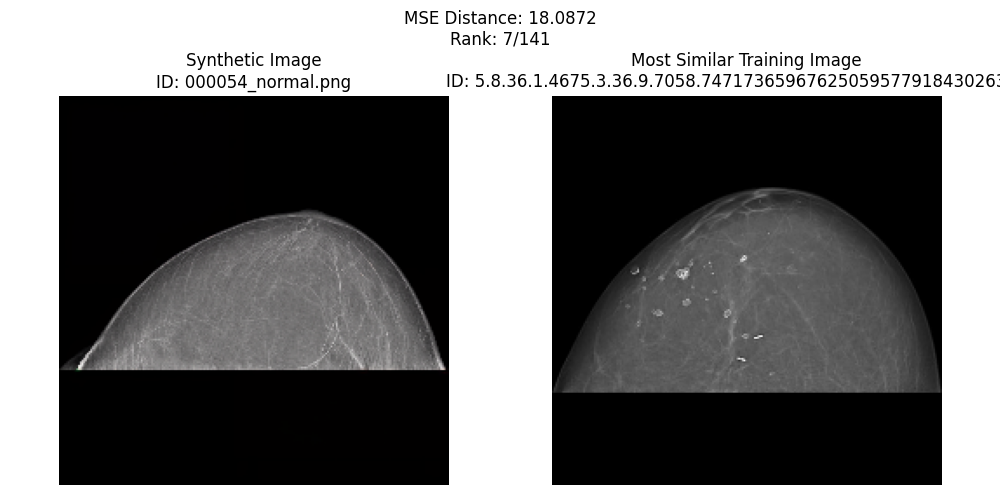 MSE Distance: 18.0872
Rank: 7/141
Synthetic Image
ID: 000054_normal.png
Most Similar Training Image
ID: 5.8.36.1.4675.3.36.9.7058.74717365967625059577918430263